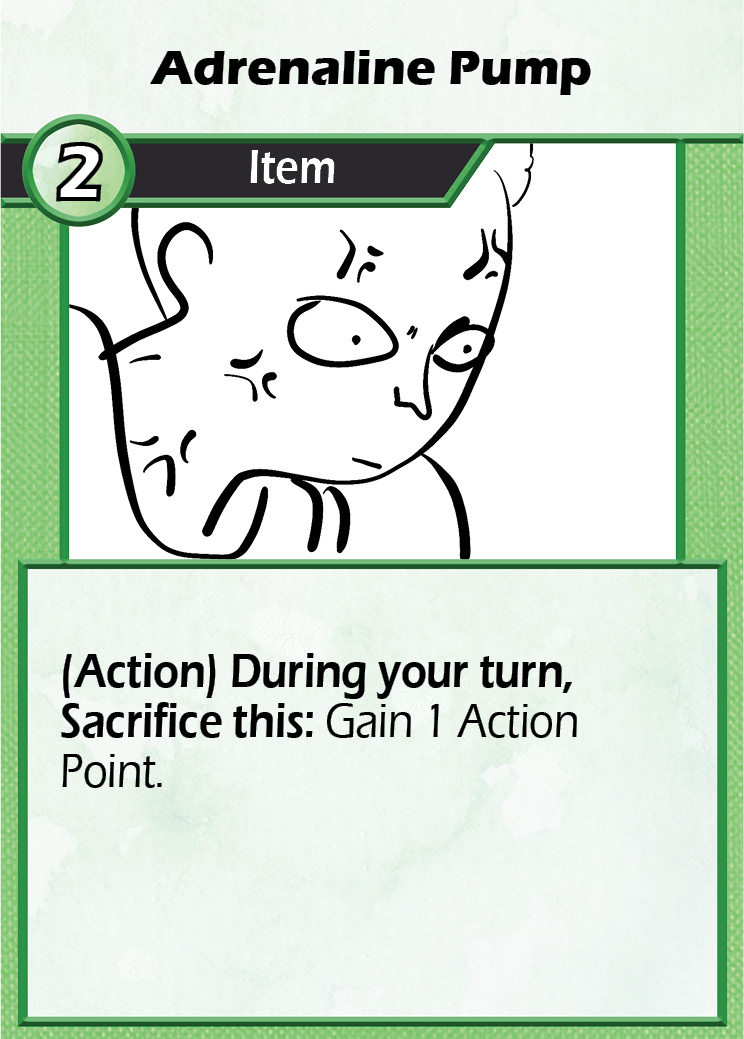 Adrenaline Pump
2
Item
(Action) During your turn,
Sacrifice this: Gain 1 Action
Point.